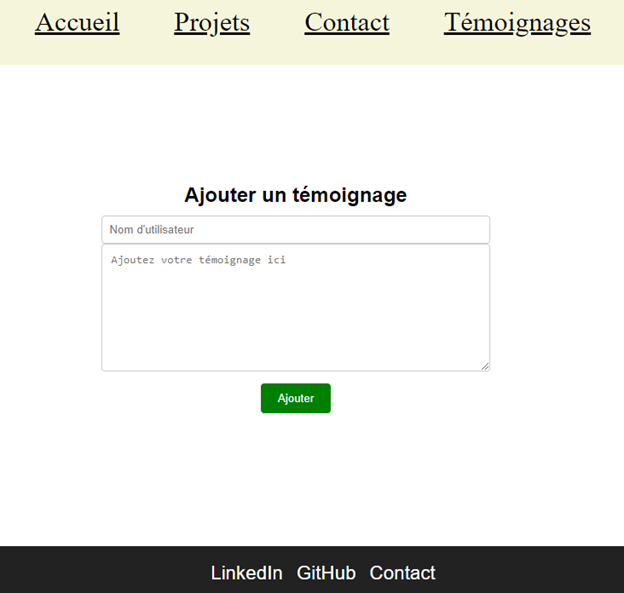 Accueil Projets Contact Témoignages
Ajouter un témoignage
Nom d'utilisateur
Ajoutez votre témoignage ici
Ajouter
LinkedIn GitHub Contact